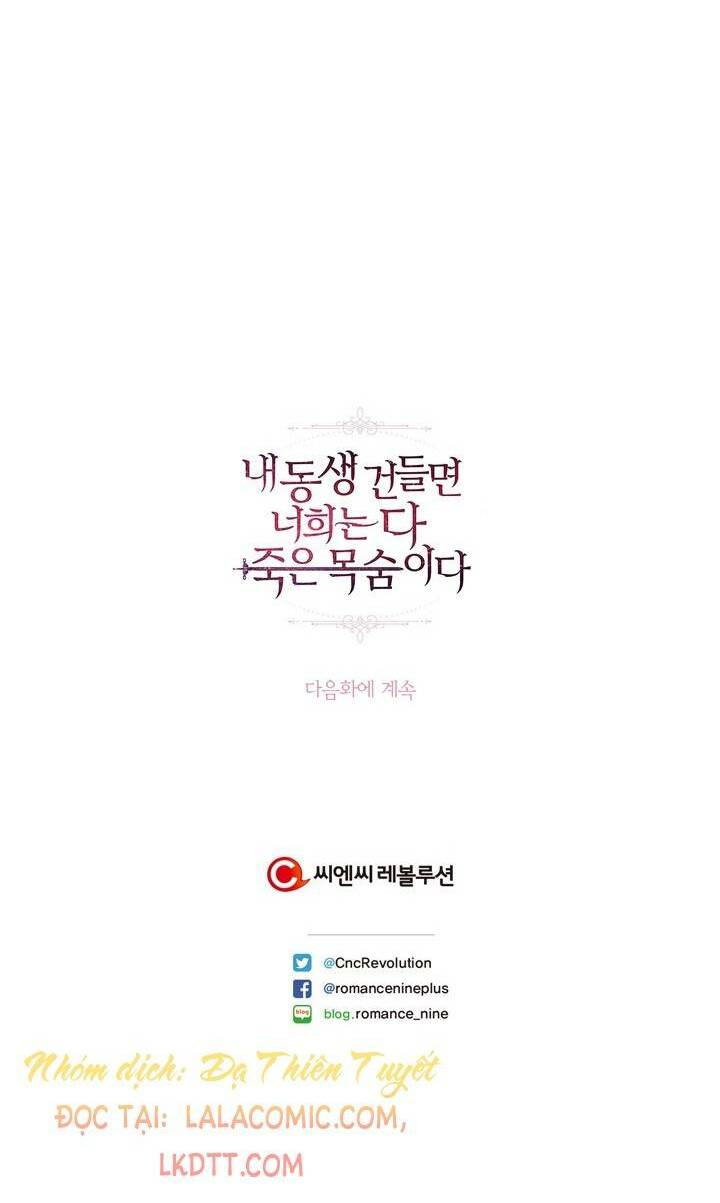 내 동생 건들면
너희는 다
죽은 목숨이다
다음화에 계속
씨엔씨 레볼루션
@CncRevolution
@romancenineplus
blog blog.romance_nine
Nhóm dịch: Dạ Thiên Tuyết
ĐỌC TẠI: LALACOMIC.COM,
LKDTT.COM